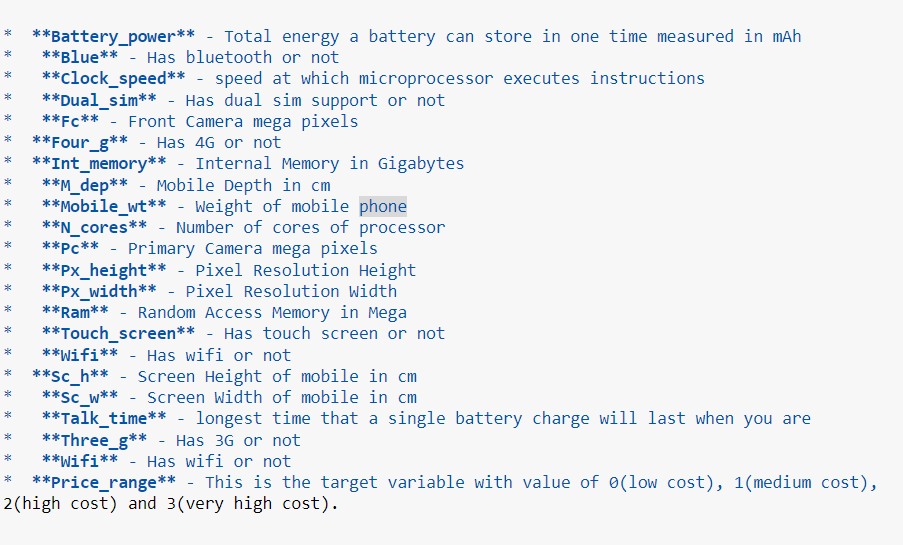 *  **Battery_power** - Total energy a battery can store in one time measured in mAh
*   **Blue** - Has bluetooth or not
*   **Clock_speed** - speed at which microprocessor executes instructions
*   **Dual_sim** - Has dual sim support or not
*   **Fc** - Front Camera mega pixels
*  **Four_g** - Has 4G or not
*  **Int_memory** - Internal Memory in Gigabytes
*   **M_dep** - Mobile Depth in cm
*   **Mobile_wt** - Weight of mobile phone
*   **N_cores** - Number of cores of processor
*   **Pc** - Primary Camera mega pixels
*   **Px_height** - Pixel Resolution Height
*   **Px_width** - Pixel Resolution Width
*   **Ram** - Random Access Memory in Mega
*   **Touch_screen** - Has touch screen or not
*   **Wifi** - Has wifi or not
*  **Sc_h** - Screen Height of mobile in cm
*   **Sc_w** - Screen Width of mobile in cm
*   **Talk_time** - longest time that a single battery charge will last when you are
*   **Three_g** - Has 3G or not
*   **Wifi** - Has wifi or not
*  **Price_range** - This is the target variable with value of 0(low cost), 1(medium cost),
2(high cost) and 3(very high cost).